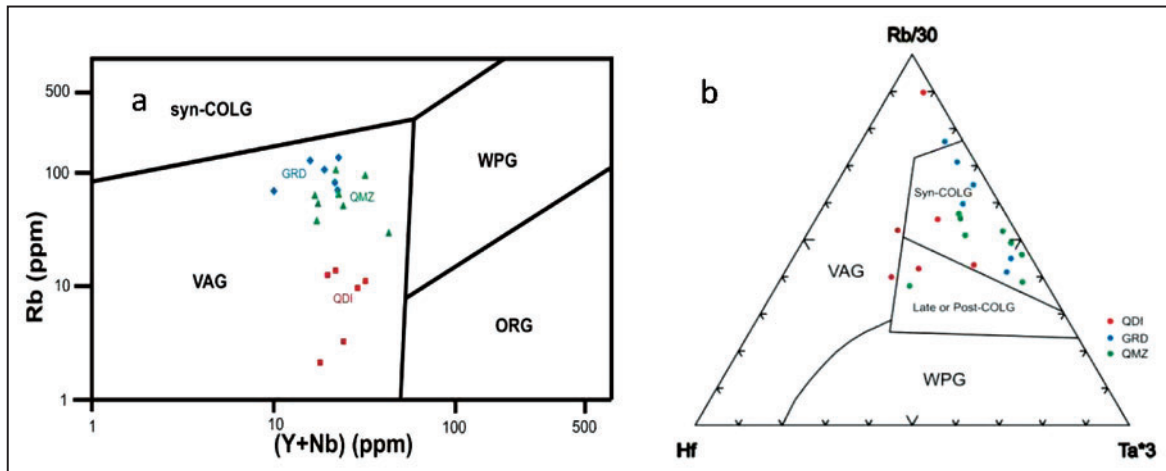 a
syn-COLG
WPG
GRD
QMZ
VAG
QDI
ORG
Rb (ppm)
500
100
10
1
1
10
100
500
(Y+Nb) (ppm)
b
Rb/30
Syn-COLG
VAG
Late or Post-COLG
WPG
Hf
Ta*3
QDI
GRD
QMZ